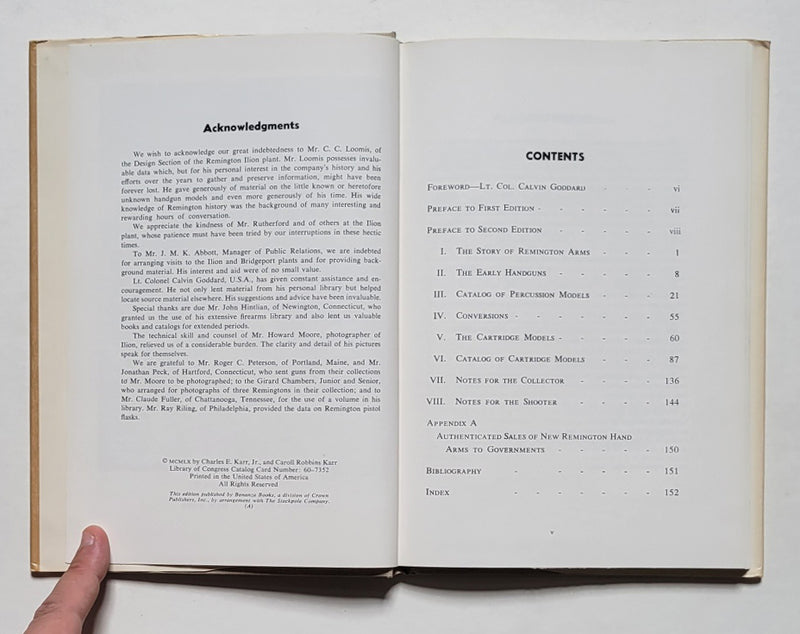 Acknowledgments
We wish to acknowledge our great indebtedness to Mr. C. C. Loomis, of
the Design Section of the Remington Ilion plant. Mr. Loomis possesses invalu-
able data which, but for his personal interest in the company's history and his
efforts over the years to gather and preserve information, might have been
forever lost. He gave generously of material on the little known or heretofore
unknown handgun models and even more generously of his time. His wide
knowledge of Remington history was the background of many interesting and
rewarding hours of conversation.
We appreciate the kindness of Mr. Rutherford and of others at the Ilion
plant, whose patience must have been tried by our interruptions in these hectic
times.
To Mr. J. M. K. Abbott, Manager of Public Relations, we are indebted
for arranging visits to the Ilion and Bridgeport plants and for providing back-
ground material. His interest and aid were of no small value.
Lt. Colonel Calvin Goddard, U.S.A., has given constant assistance and en-
couragement. He not only lent material from his personal library but helped
locate source material elsewhere. His suggestions and advice have been invaluable.
Special thanks are due Mr. John Hintlian, of Newington, Connecticut, who
granted us the use of his extensive firearms library and also lent us valuable
books and catalogs for extended periods.
The technical skill and counsel of Mr. Howard Moore, photographer of
Ilion, relieved us of a considerable burden. The clarity and detail of his pictures
speak for themselves.
We are grateful to Mr. Roger C. Peterson, of Portland, Maine, and Mr.
Jonathan Peck, of Hartford, Connecticut, who sent guns from their collections
to Mr. Moore to be photographed; to the Girard Chambers, Junior and Senior,
who arranged for photographs of three Remingtons in their collection; and to
Mr. Claude Fuller, of Chattanooga, Tennessee, for the use of a volume in his
library. Mr. Ray Riling, of Philadelphia, provided the data on Remington pistol
flasks.
© MCMLX by Charles E. Karr, Jr., and Caroll Robbins Karr
Library of Congress Catalog Card Number: 60-7352
Printed in the United States of America
All Rights Reserved
This edition published by Bonanza Books, a division of Crown
Publishers, Inc., by arrangement with The Stackpole Company.
(A)
CONTENTS
FOREWORD—LT. COL. CALVIN GODDARD - - - vi
PREFACE TO FIRST EDITION - - - - - - vii
PREFACE TO SECOND EDITION - - - - - viii
I. THE STORY OF REMINGTON ARMS - - - 1
II. THE EARLY HANDGUNS - - - - - 8
III. CATALOG OF PERCUSSION MODELS - - - 21
IV. CONVERSIONS - - - - - - - 55
V. THE CARTRIDGE MODELS - - - - - 60
VI. CATALOG OF CARTRIDGE MODELS - - - - 87
VII. NOTES FOR THE COLLECTOR - - - - 136
VIII. NOTES FOR THE SHOOTER - - - - 144
APPENDIX A
AUTHENTICATED SALES OF NEW REMINGTON HAND
ARMS TO GOVERNMENTS - - - - - 150
BIBLIOGRAPHY - - - - - - - 151
INDEX - - - - - - - 152
v